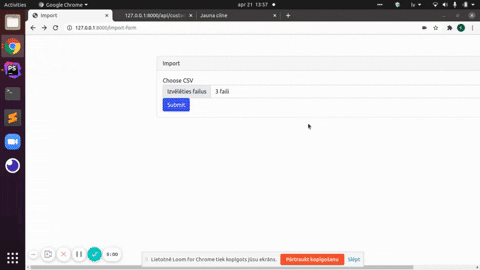 Activities Google Chrome apr 21 13:57 lv
Import 127.0.0.1:8000/api/custo Jauna cilne
127.0.0.1:8000/import-form
Import
Choose CSV
Izvēlēties failus 3 faili
Submit
0:00
Lietotnē Loom for Chrome tiek kopīgots jūsu ekrāns. Pārtraukt kopīgošanu Slēpt